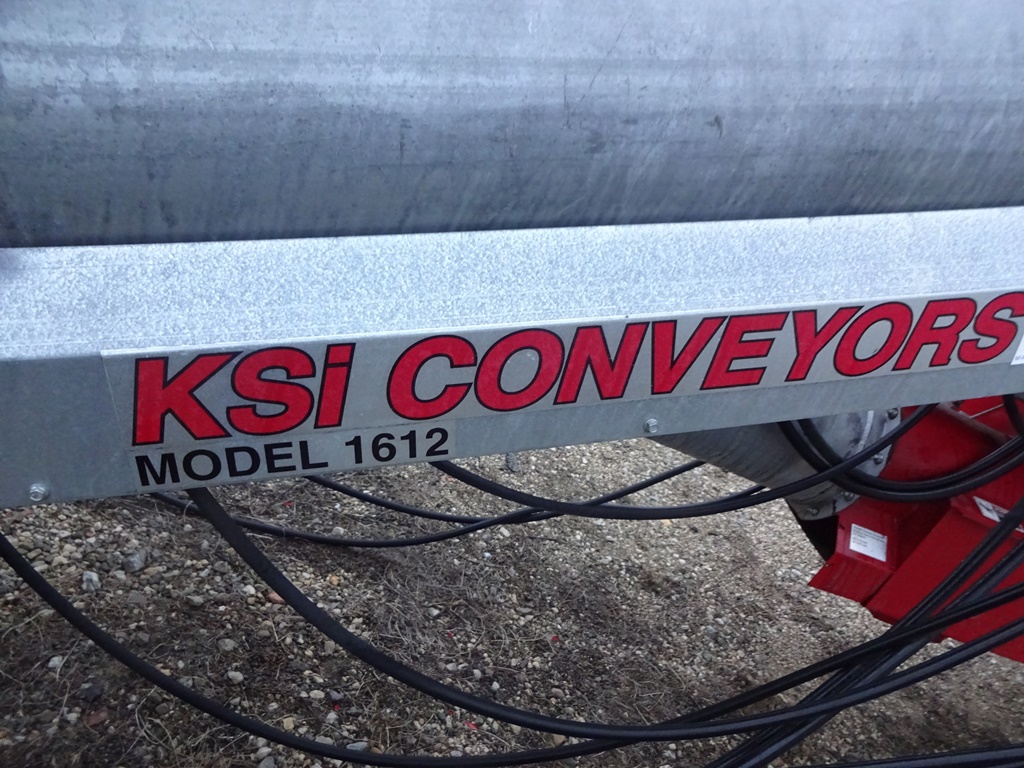 KSi CONVEYORS
MODEL 1612